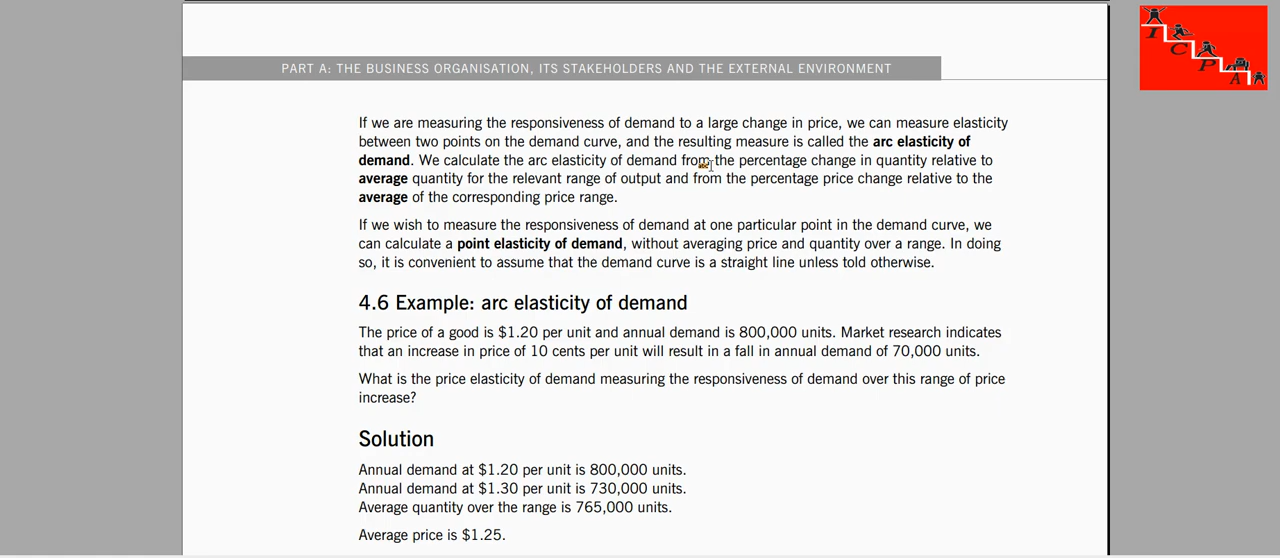 PART A: THE BUSINESS ORGANISATION, ITS STAKEHOLDERS AND THE EXTERNAL ENVIRONMENT
I
C
P
A
If we are measuring the responsiveness of demand to a large change in price, we can measure elasticity
between two points on the demand curve, and the resulting measure is called the arc elasticity of
demand. We calculate the arc elasticity of demand from the percentage change in quantity relative to
average quantity for the relevant range of output and from the percentage price change relative to the
average of the corresponding price range.
If we wish to measure the responsiveness of demand at one particular point in the demand curve, we
can calculate a point elasticity of demand, without averaging price and quantity over a range. In doing
so, it is convenient to assume that the demand curve is a straight line unless told otherwise.
4.6 Example: arc elasticity of demand
The price of a good is $1.20 per unit and annual demand is 800,000 units. Market research indicates
that an increase in price of 10 cents per unit will result in a fall in annual demand of 70,000 units.
What is the price elasticity of demand measuring the responsiveness of demand over this range of price
increase?
Solution
Annual demand at $1.20 per unit is 800,000 units.
Annual demand at $1.30 per unit is 730,000 units.
Average quantity over the range is 765,000 units.
Average price is $1.25.